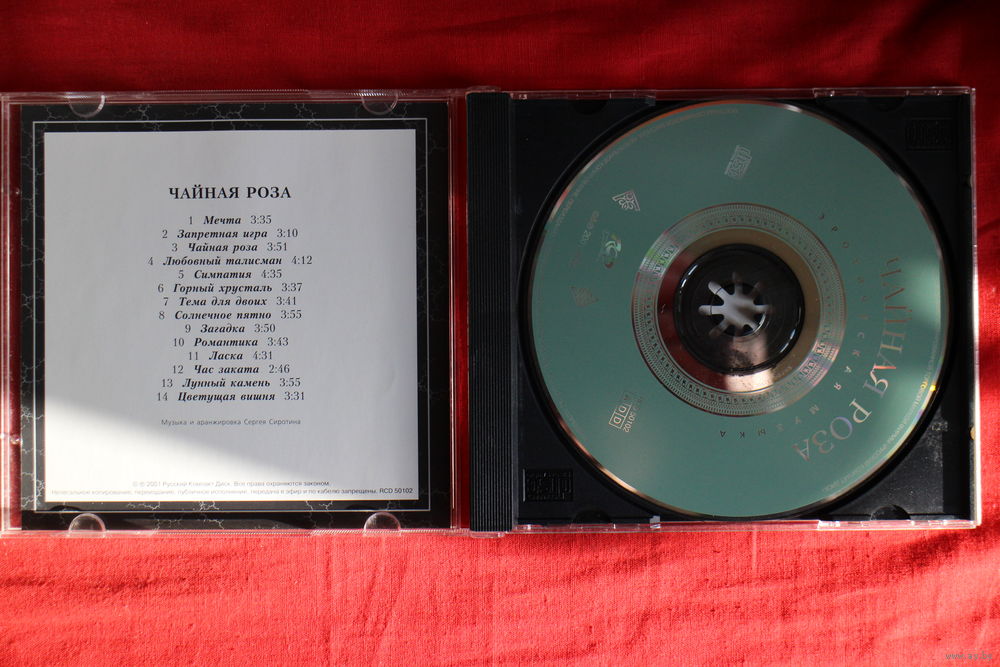 ЧАЙНАЯ РОЗА
1 Мечта 3:35
2 Запретная игра 3:10
3 Чайная роза 3:51
4 Любовный талисман 4:12
5 Симпатия 4:35
6 Горный хрусталь 3:37
7 Тема для двоих 3:41
8 Солнечное пятно 3:55
9 Загадка 3:50
10 Романтика 3:43
11 Ласка 4:31
12 Час заката 2:46
13 Лунный камень 3:55
14 Цветущая вишня 3:31
Музыка и аранжировка Сергея Сиротина
© ℗ 2001 Русский Компакт Диск. Все права охраняются законом.
Нелегальное копирование, переиздание, публичное исполнение, передача в эфир и по кабелю запрещены. RCD 50102
ЧАЙНАЯ РОЗА
ЭРОТИЧЕСКАЯ МУЗЫКА
50102
ADD